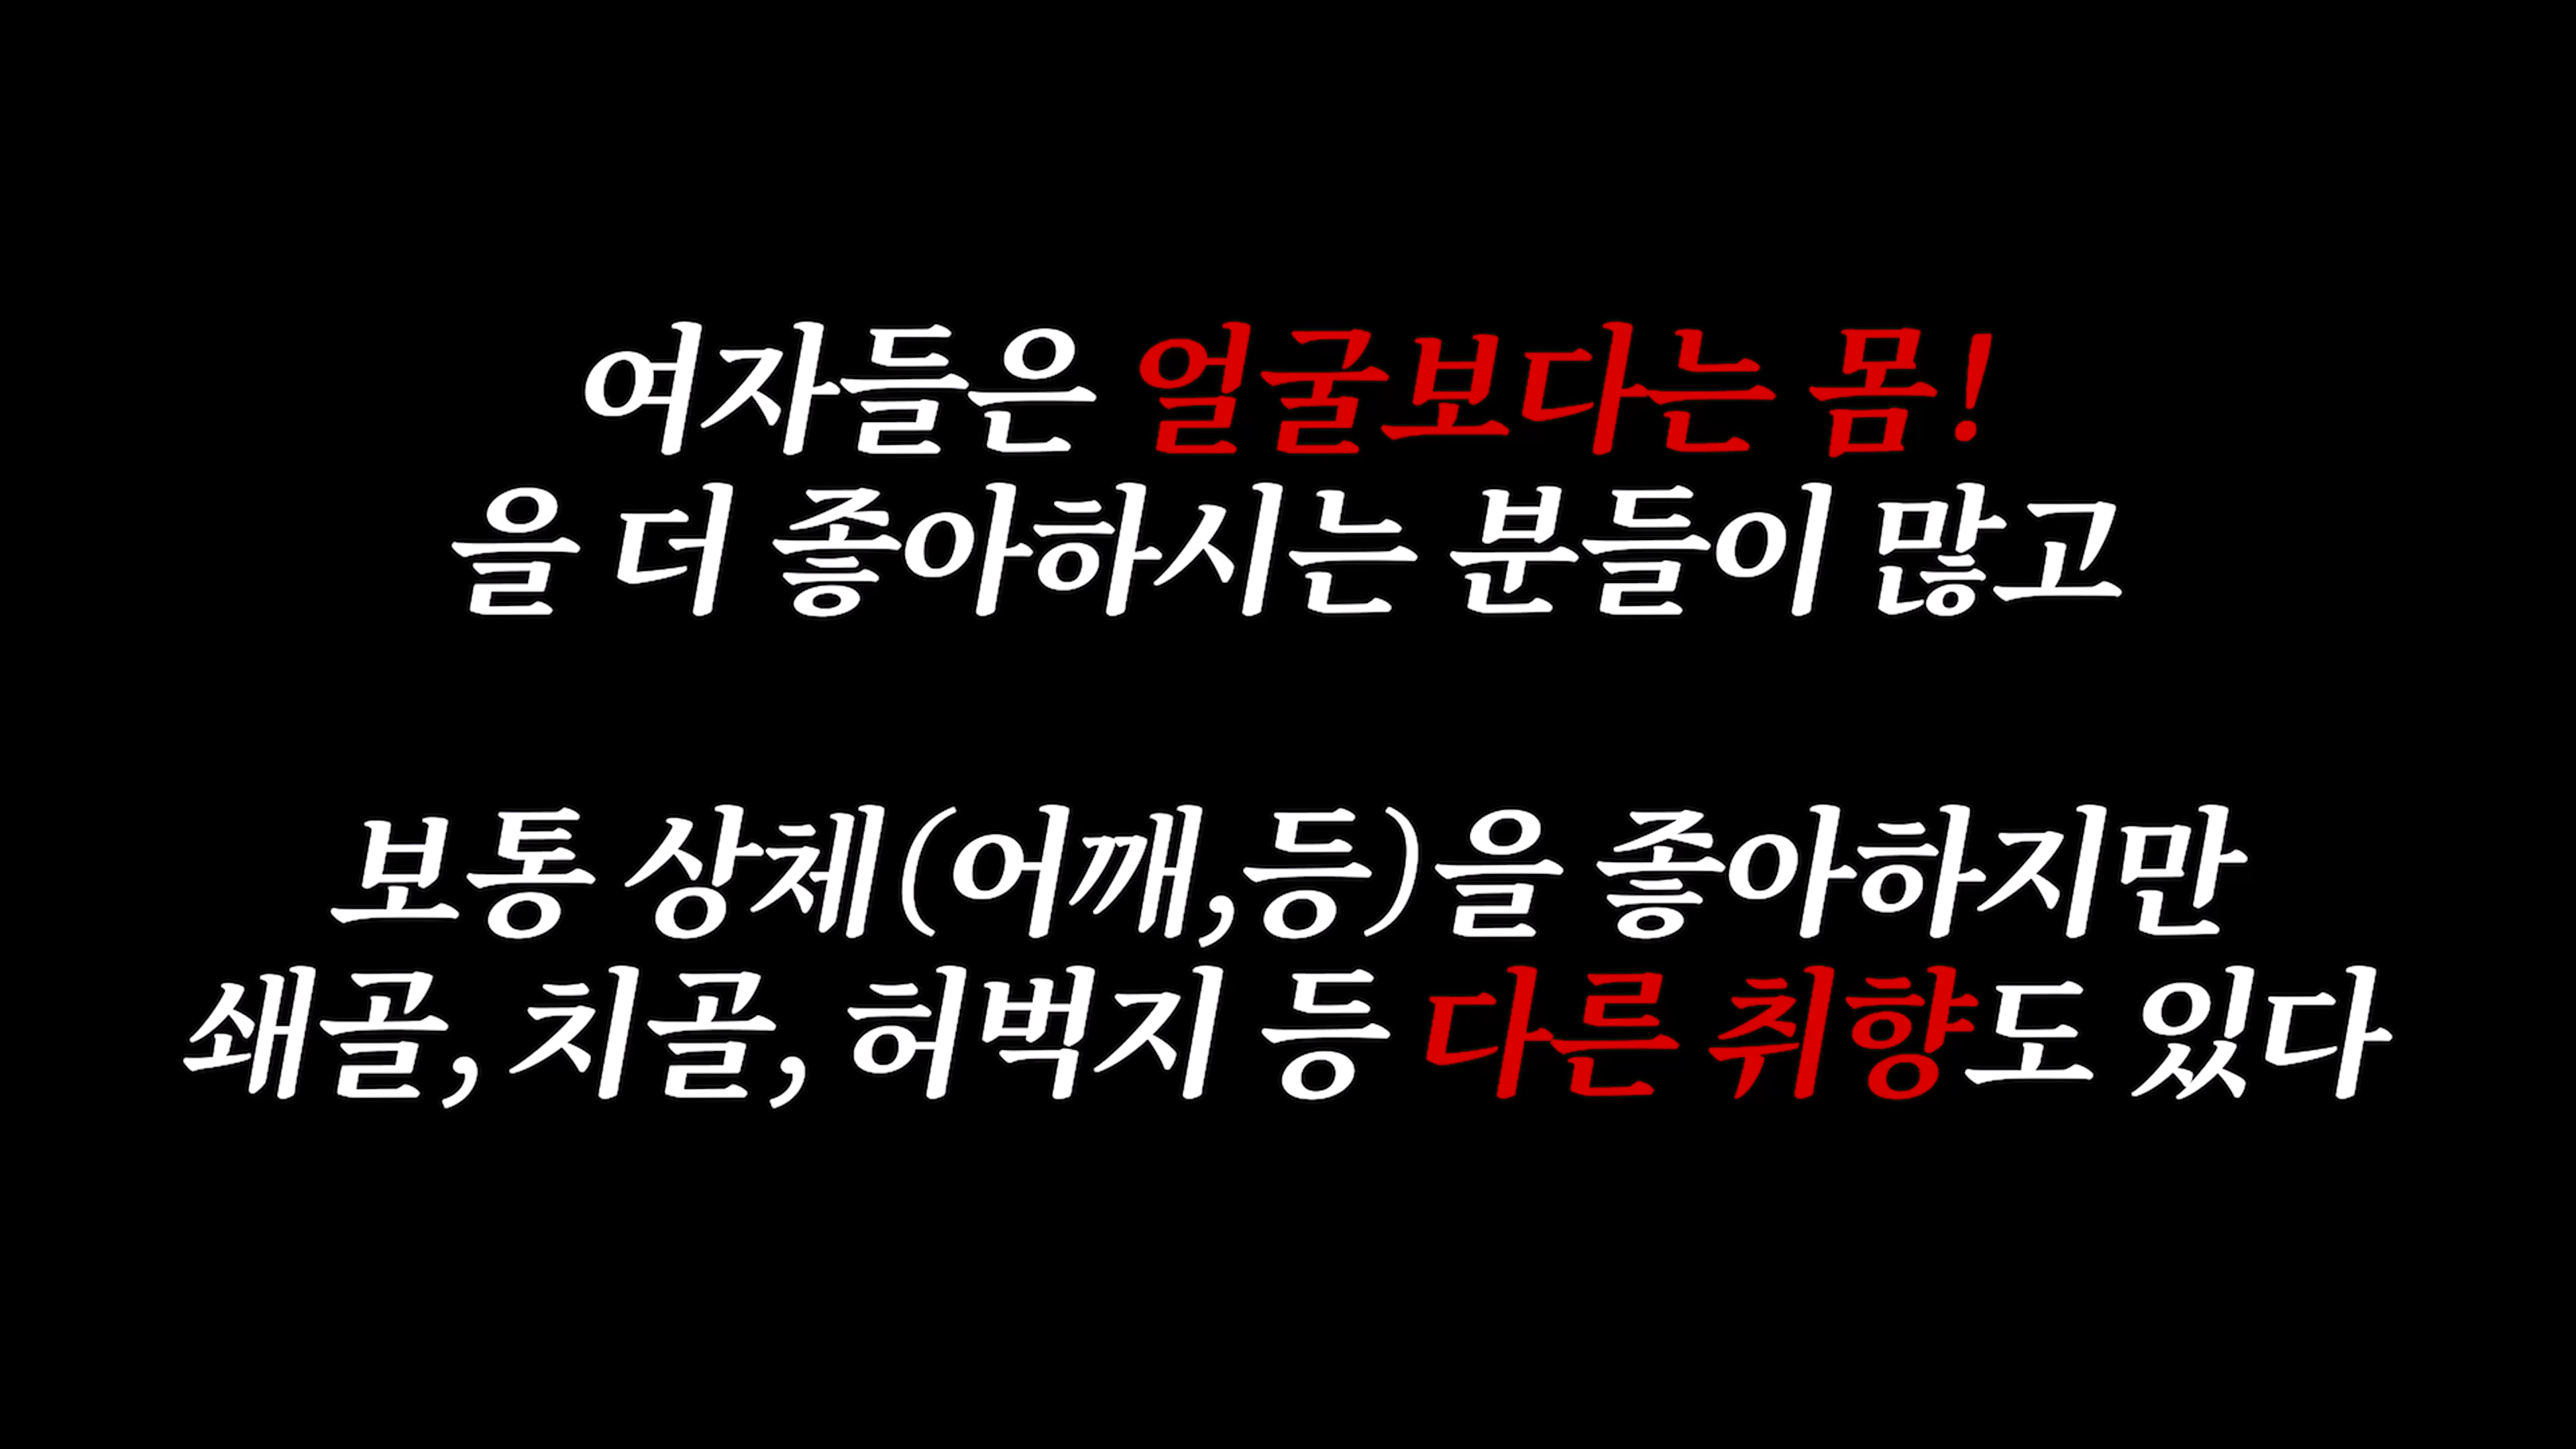 여자들은 얼굴보다는 몸!
을 더 좋아하시는 분들이 많고
보통 상체(어깨,등)을 좋아하지만
쇄골, 치골, 허벅지 등 다른 취향도 있다